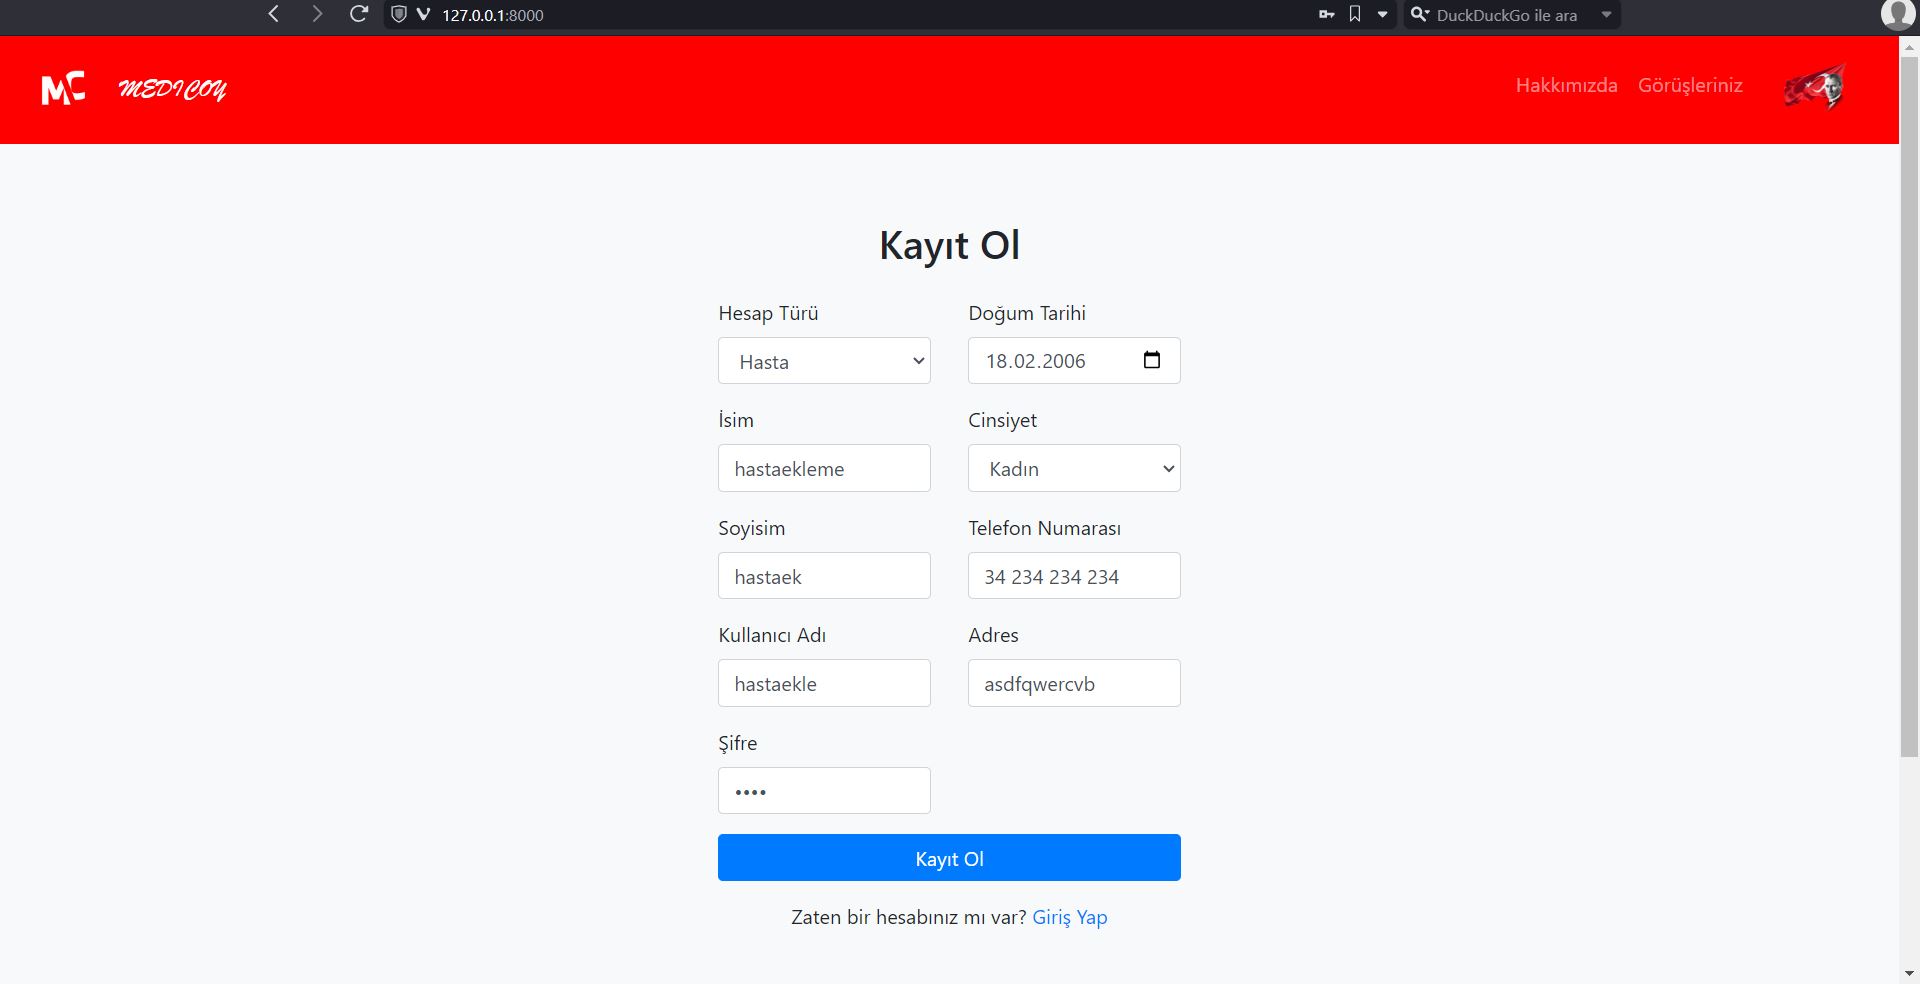 127.0.0.1:8000
DuckDuckGo ile ara
MC MEDICOY
Hakkımızda Görüşleriniz
Kayıt Ol
Hesap Türü Doğum Tarihi
Hasta 18.02.2006
İsim Cinsiyet
hastaekleme Kadın
Soyisim Telefon Numarası
hastaek 34 234 234 234
Kullanıcı Adı Adres
hastaekle asdfqwercvb
Şifre
••••
Kayıt Ol
Zaten bir hesabınız mı var? Giriş Yap